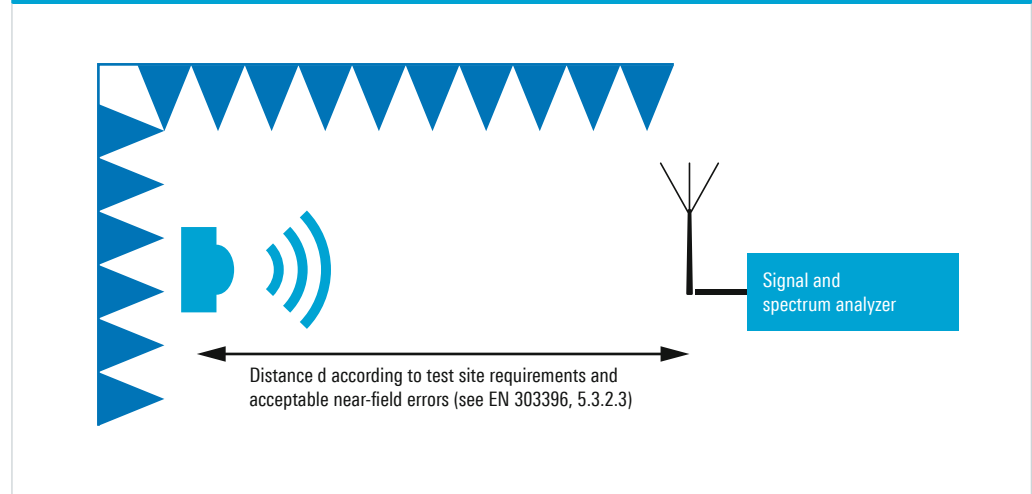 Signal and
spectrum analyzer
Distance d according to test site requirements and
acceptable near-field errors (see EN 303396, 5.3.2.3)